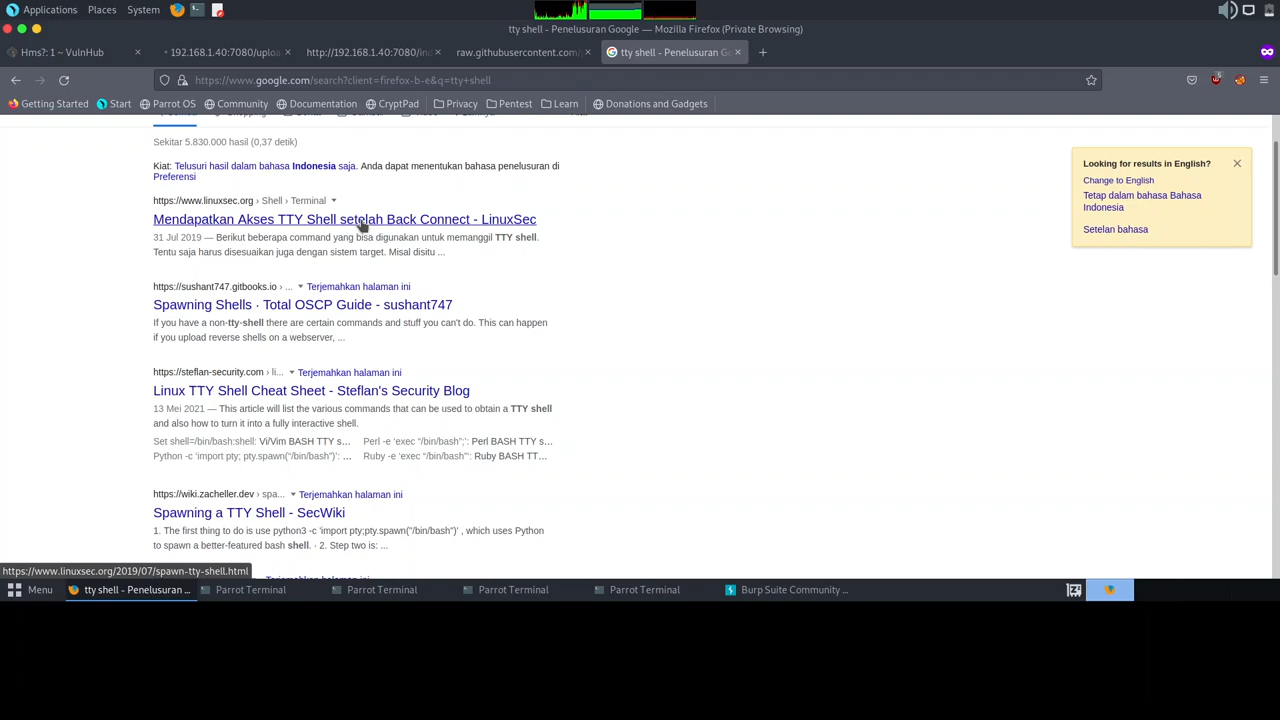 Applications Places System
tty shell - Penelusuran Google — Mozilla Firefox (Private Browsing)
Hms?: 1 ~ VulnHub
192.168.1.40:7080/uploa
http://192.168.1.40:7080/ind
raw.githubusercontent.com/
tty shell - Penelusuran Go
https://www.google.com/search?client=firefox-b-e&q=tty+shell
Getting Started Start Parrot OS Community Documentation CryptPad Privacy Pentest Learn Donations and Gadgets
Sekitar 5.830.000 hasil (0,37 detik)
Kiat: Telusuri hasil dalam bahasa Indonesia saja. Anda dapat menentukan bahasa penelusuran di
Preferensi
https://www.linuxsec.org › Shell › Terminal
Mendapatkan Akses TTY Shell setelah Back Connect - LinuxSec
31 Jul 2019 — Berikut beberapa command yang bisa digunakan untuk memanggil TTY shell.
Tentu saja harus disesuaikan juga dengan sistem target. Misal disitu ...
https://sushant747.gitbooks.io › ... Terjemahkan halaman ini
Spawning Shells · Total OSCP Guide - sushant747
If you have a non-tty-shell there are certain commands and stuff you can't do. This can happen
if you upload reverse shells on a webserver, ...
https://steflan-security.com › li... Terjemahkan halaman ini
Linux TTY Shell Cheat Sheet - Steflan's Security Blog
13 Mei 2021 — This article will list the various commands that can be used to obtain a TTY shell
and also how to turn it into a fully interactive shell.
Set shell=/bin/bash:shell: Vi/Vim BASH TTY s... Perl -e ‘exec “/bin/bash”;’: Perl BASH TTY s...
Python -c ‘import pty; pty.spawn(“/bin/bash”)’: ... Ruby -e ‘exec “/bin/bash”‘: Ruby BASH TT...
https://wiki.zacheller.dev › spa... Terjemahkan halaman ini
Spawning a TTY Shell - SecWiki
1. The first thing to do is use python3 -c 'import pty;pty.spawn("/bin/bash")' , which uses Python
to spawn a better-featured bash shell. · 2. Step two is: ...
Looking for results in English?
Change to English
Tetap dalam bahasa Bahasa
Indonesia
Setelan bahasa
https://www.linuxsec.org/2019/07/spawn-tty-shell.html
Menu
tty shell - Penelusuran ...
Parrot Terminal
Parrot Terminal
Parrot Terminal
Parrot Terminal
Burp Suite Community ...